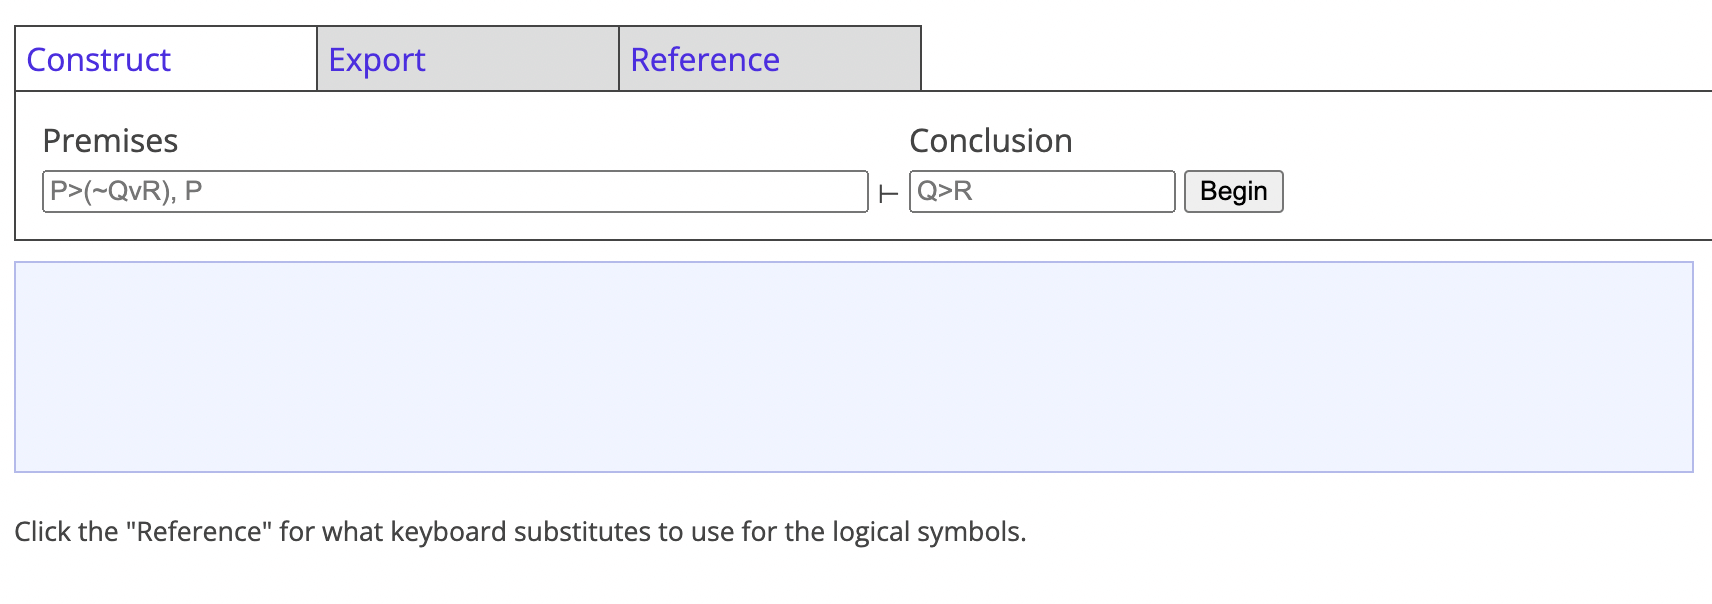 Construct Export Reference
Premises Conclusion
P>(~QvR), P ⊢ Q>R Begin
Click the "Reference" for what keyboard substitutes to use for the logical symbols.